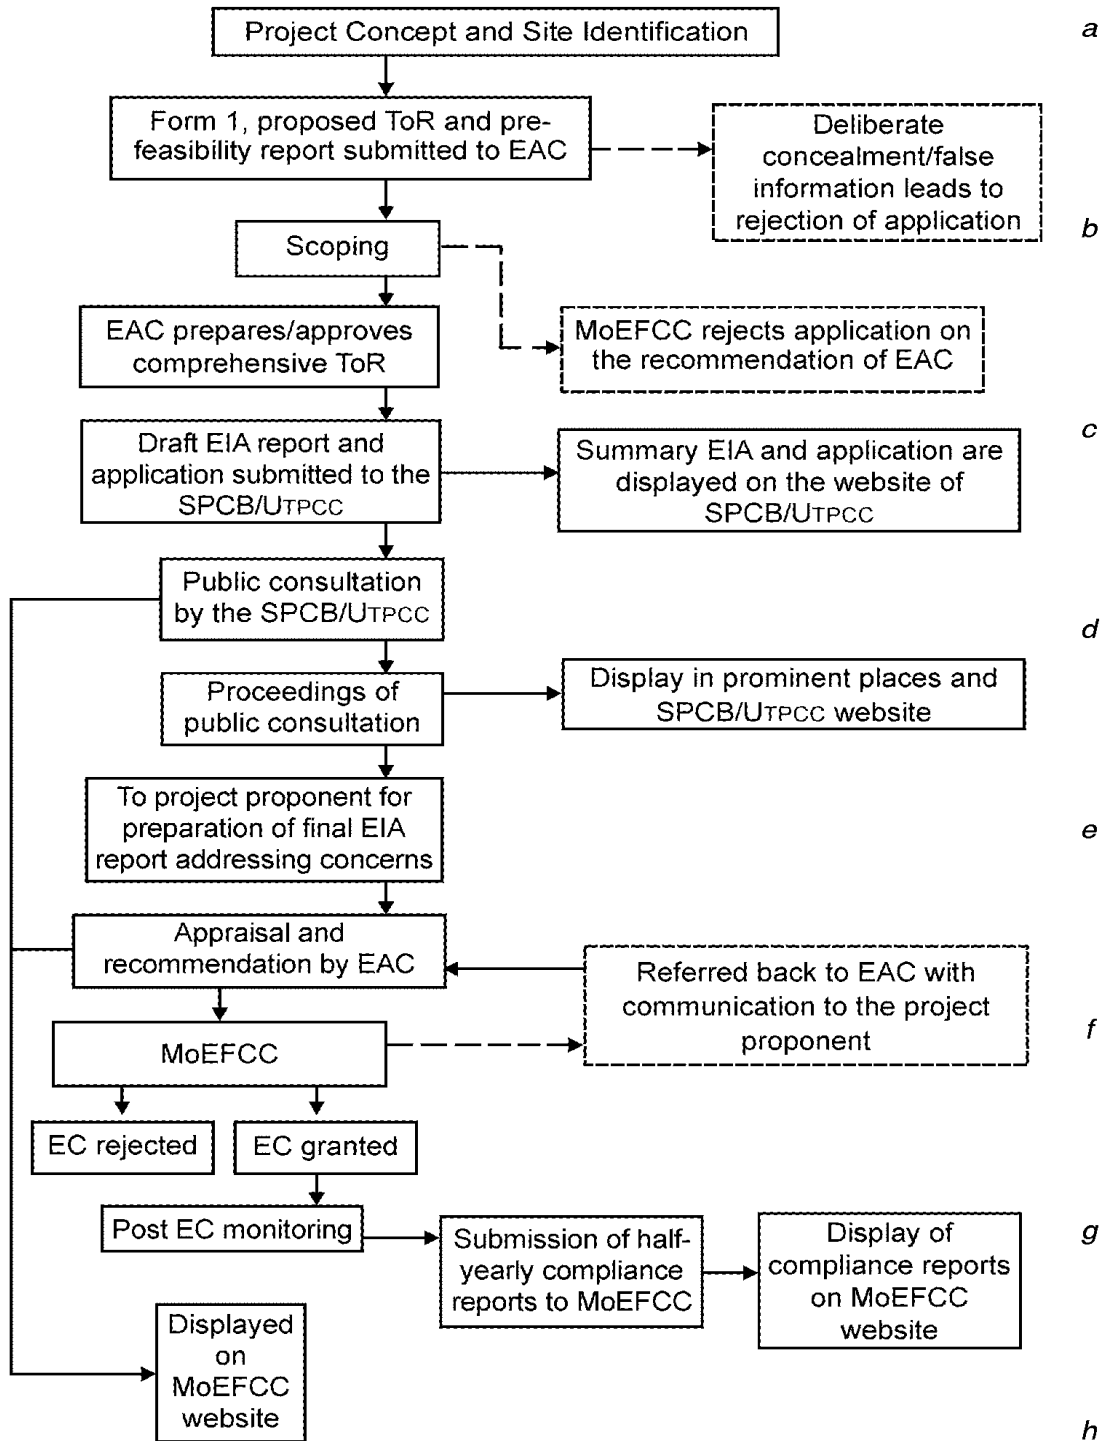 Project Concept and Site Identification
a
Form 1, proposed ToR and pre-
feasibility report submitted to EAC
Deliberate
concealment/false
information leads to
rejection of application
b
Scoping
EAC prepares/approves
comprehensive ToR
MoEFCC rejects application on
the recommendation of EAC
c
Draft EIA report and
application submitted to the
SPCB/UTPCC
Summary EIA and application are
displayed on the website of
SPCB/UTPCC
Public consultation
by the SPCB/UTPCC
d
Proceedings of
public consultation
Display in prominent places and
SPCB/UTPCC website
To project proponent for
preparation of final EIA
report addressing concerns
e
Appraisal and
recommendation by EAC
Referred back to EAC with
communication to the project
proponent
f
MoEFCC
EC rejected
EC granted
Post EC monitoring
Submission of half-
yearly compliance
reports to MoEFCC
Display of
compliance reports
on MoEFCC
website
g
Displayed
on
MoEFCC
website
h